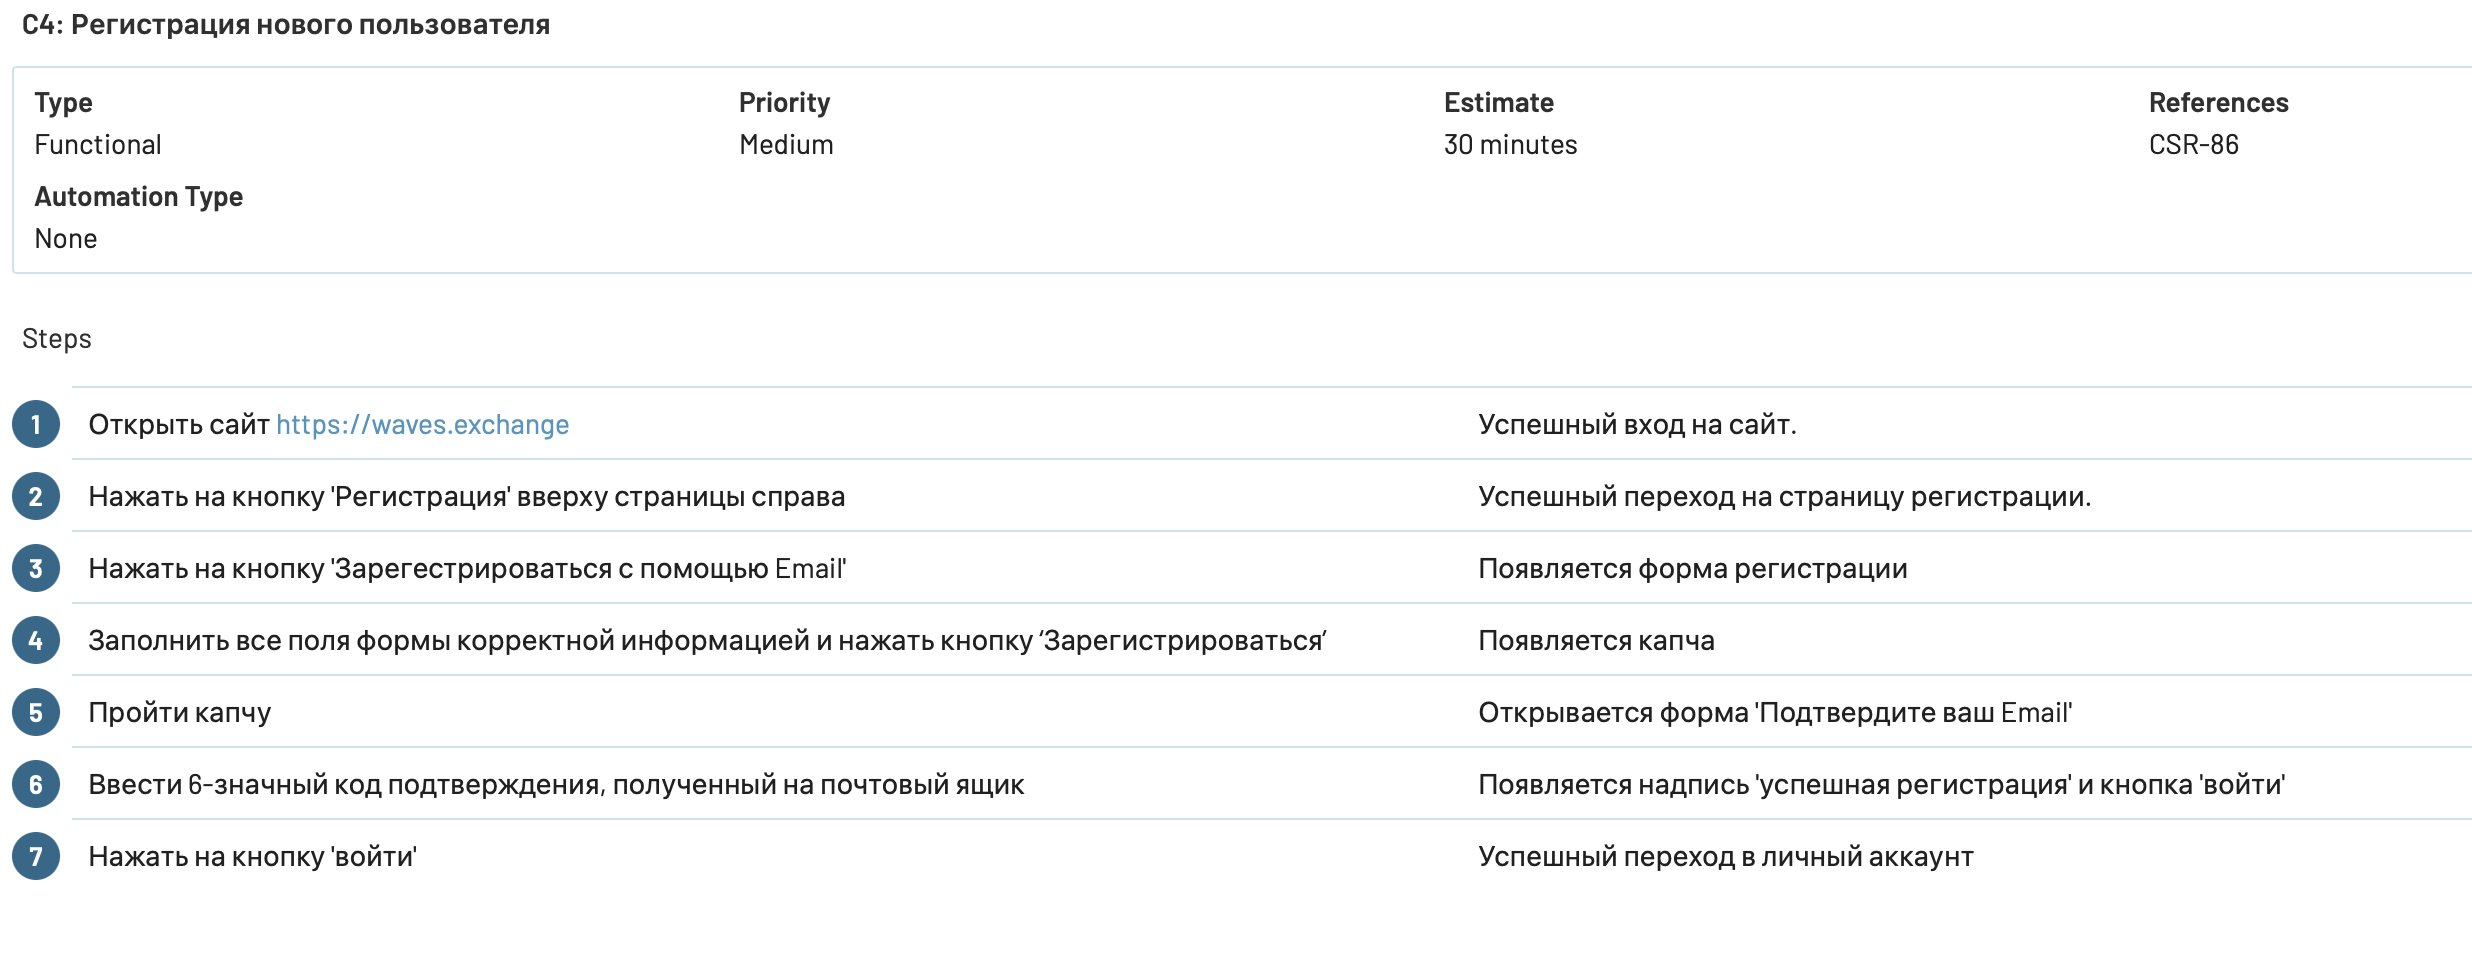 C4: Регистрация нового пользователя
Type Priority Estimate References
Functional Medium 30 minutes CSR-86
Automation Type
None
Steps
1 Открыть сайт https://waves.exchange Успешный вход на сайт.
2 Нажать на кнопку 'Регистрация' вверху страницы справа Успешный переход на страницу регистрации.
3 Нажать на кнопку 'Зарегестрироваться с помощью Email' Появляется форма регистрации
4 Заполнить все поля формы корректной информацией и нажать кнопку ‘Зарегистрироваться’ Появляется капча
5 Пройти капчу Открывается форма 'Подтвердите ваш Email'
6 Ввести 6-значный код подтверждения, полученный на почтовый ящик Появляется надпись 'успешная регистрация' и кнопка 'войти'
7 Нажать на кнопку 'войти' Успешный переход в личный аккаунт